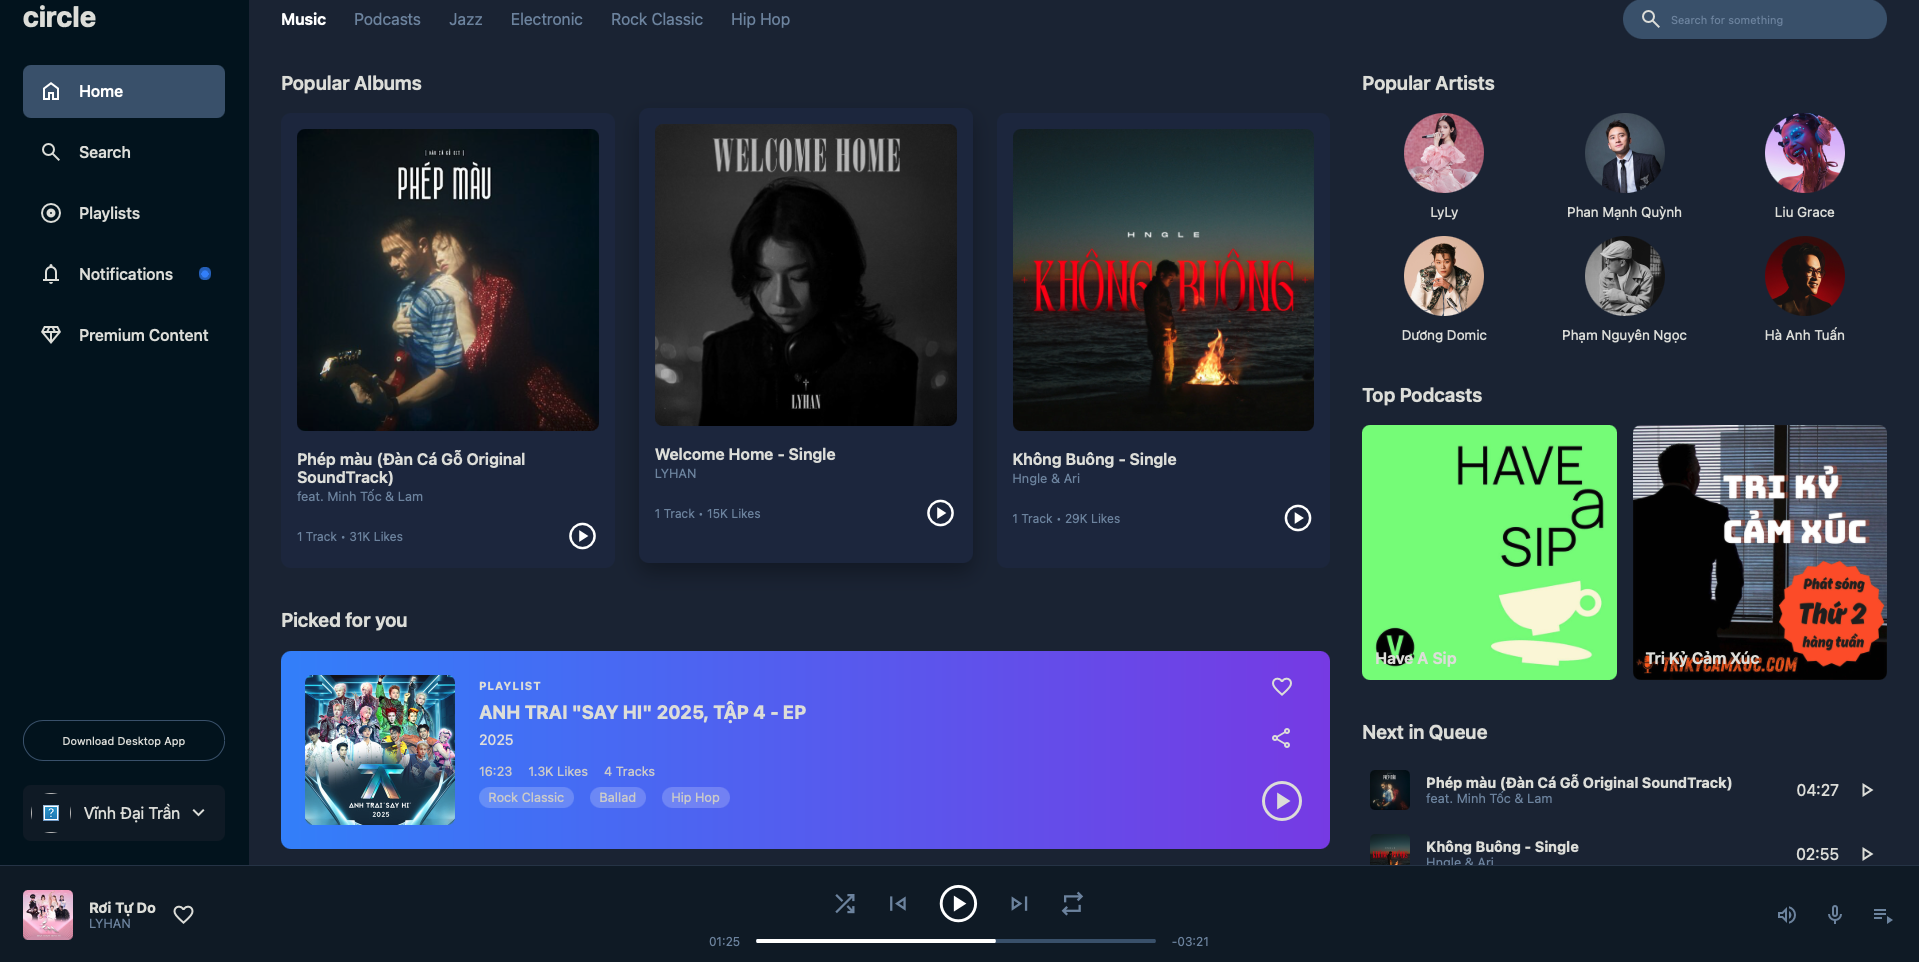 circle
Home
Search
Playlists
Notifications
Premium Content
Download Desktop App
Vĩnh Đại Trần
Music
Podcasts
Jazz
Electronic
Rock Classic
Hip Hop
Search for something
Popular Albums
PHÉP MÀU
Phép màu (Đàn Cá Gỗ Original
SoundTrack)
feat. Minh Tốc & Lam
1 Track • 31K Likes
WELCOME HOME
LYHAN
Welcome Home - Single
LYHAN
1 Track • 15K Likes
HNGLE
KHÔNG BUÔNG
Không Buông - Single
Hngle & Ari
1 Track • 29K Likes
Picked for you
ANH TRAI "SAY HI"
2025
PLAYLIST
ANH TRAI "SAY HI" 2025, TẬP 4 - EP
2025
16:23
1.3K Likes
4 Tracks
Rock Classic
Ballad
Hip Hop
Popular Artists
LyLy
Phan Mạnh Quỳnh
Liu Grace
Dương Domic
Phạm Nguyên Ngọc
Hà Anh Tuấn
Top Podcasts
HAVE
a
SIP
V
Have A Sip
TRI KỶ
CẢM XÚC
Phát sóng
Thứ 2
hàng tuần
TRIKYCAMXUC.COM
Tri Kỷ Cảm Xúc
Next in Queue
Phép màu (Đàn Cá Gỗ Original SoundTrack)
feat. Minh Tốc & Lam
04:27
Không Buông - Single
Hngle & Ari
02:55
Rơi Tự Do
LYHAN
01:25
-03:21